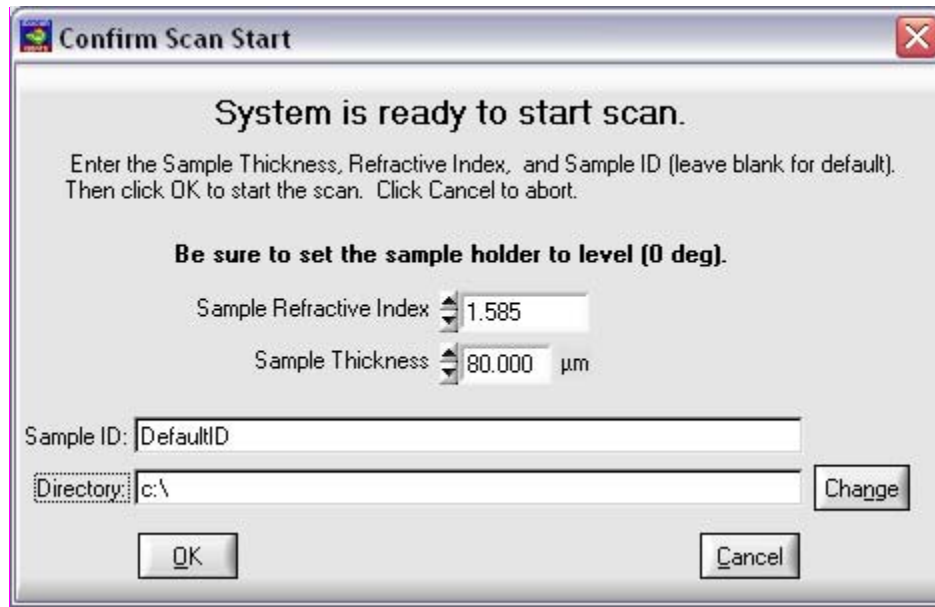 Confirm Scan Start
System is ready to start scan.
Enter the Sample Thickness, Refractive Index, and Sample ID (leave blank for default).
Then click OK to start the scan. Click Cancel to abort.
Be sure to set the sample holder to level (0 deg).
Sample Refractive Index 1.585
Sample Thickness 80.000 µm
Sample ID: DefaultID
Directory: c:\ Change
OK Cancel